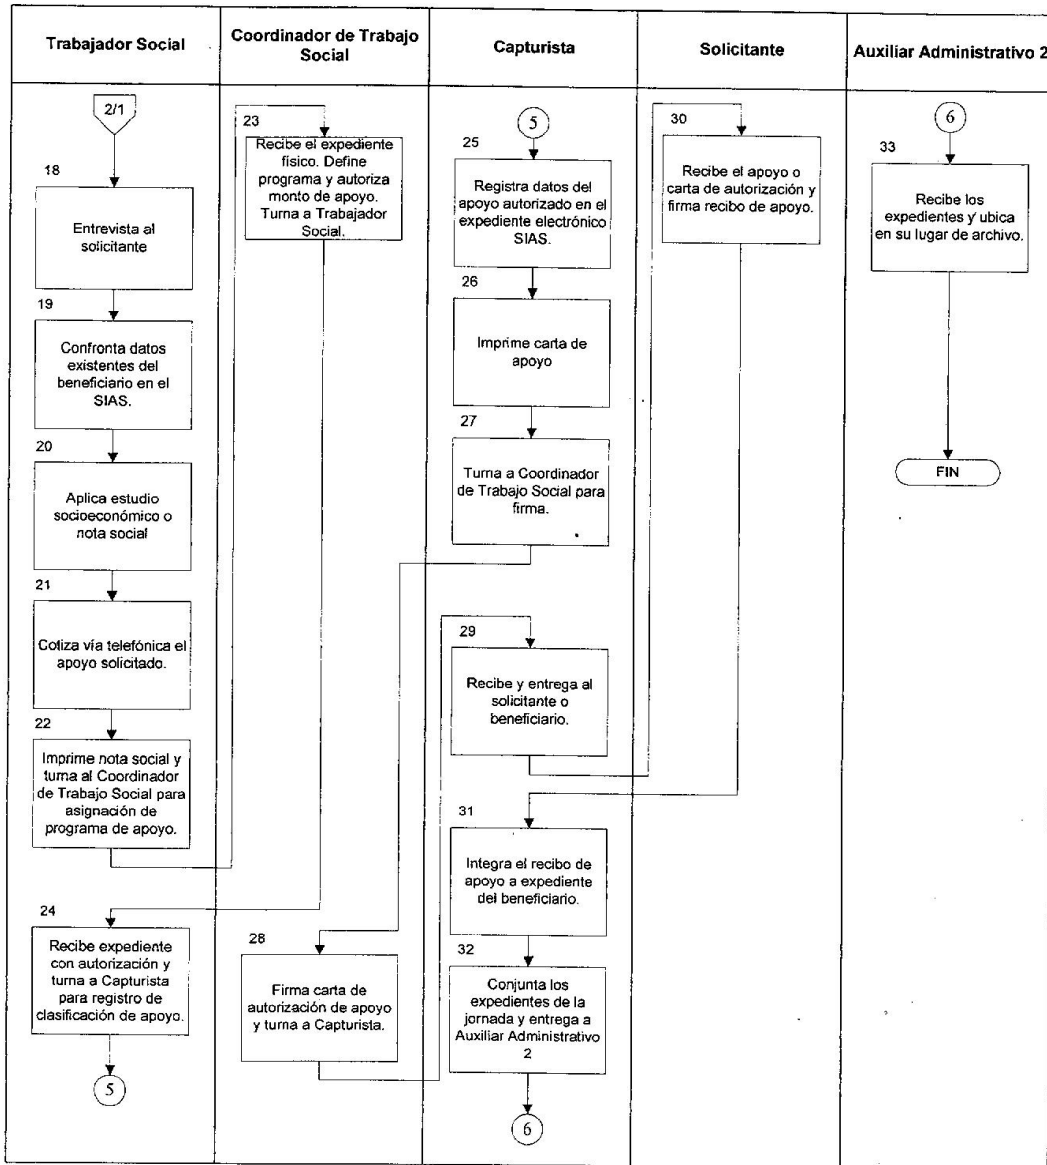 Trabajador Social
Coordinador de Trabajo
Social
Capturista
Solicitante
Auxiliar Administrativo 2
2/1
18
Entrevista al
solicitante
19
Confronta datos
existentes del
beneficiario en el
SIAS.
20
Aplica estudio
socioeconómico o
nota social
21
Cotiza vía telefónica el
apoyo solicitado.
22
Imprime nota social y
turna al Coordinador
de Trabajo Social para
asignación de
programa de apoyo.
23
Recibe el expediente
físico. Define
programa y autoriza
monto de apoyo.
Turna a Trabajador
Social.
24
Recibe expediente
con autorización y
turna a Capturista
para registro de
clasificación de apoyo.
5
5
25
Registra datos del
apoyo autorizado en el
expediente electrónico
SIAS.
26
Imprime carta de
apoyo
27
Turna a Coordinador
de Trabajo Social para
firma.
28
Firma carta de
autorización de apoyo
y turna a Capturista.
29
Recibe y entrega al
solicitante o
beneficiario.
30
Recibe el apoyo o
carta de autorización y
firma recibo de apoyo.
31
Integra el recibo de
apoyo a expediente
del beneficiario.
32
Conjunta los
expedientes de la
jornada y entrega a
Auxiliar Administrativo
2
6
6
33
Recibe los
expedientes y ubica
en su lugar de archivo.
FIN